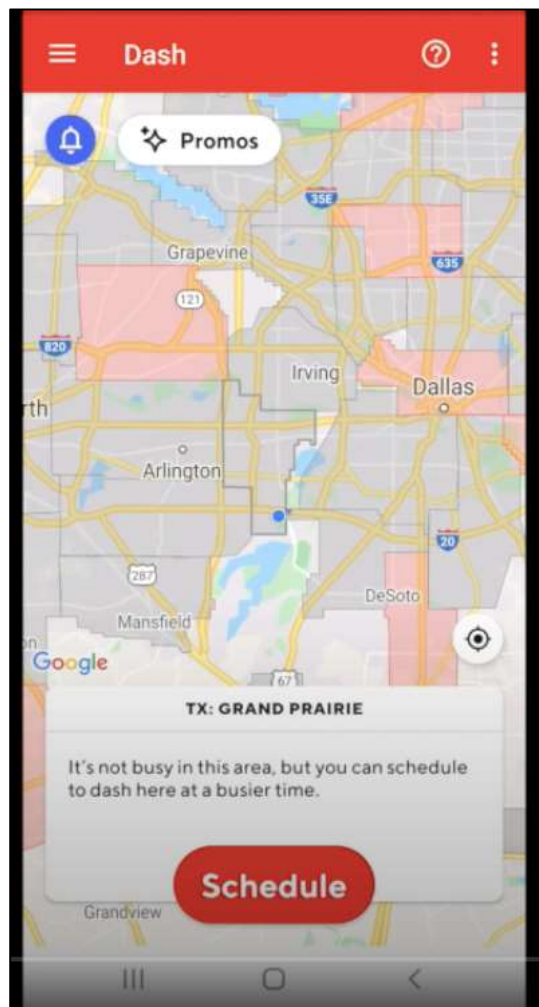 Dash
Promos
35E
Grapevine
635
121
820
Irving
Dallas
rth
Arlington
20
287
DeSoto
Mansfield
on
Google
67
TX: GRAND PRAIRIE
It's not busy in this area, but you can schedule
to dash here at a busier time.
Schedule
Grandview